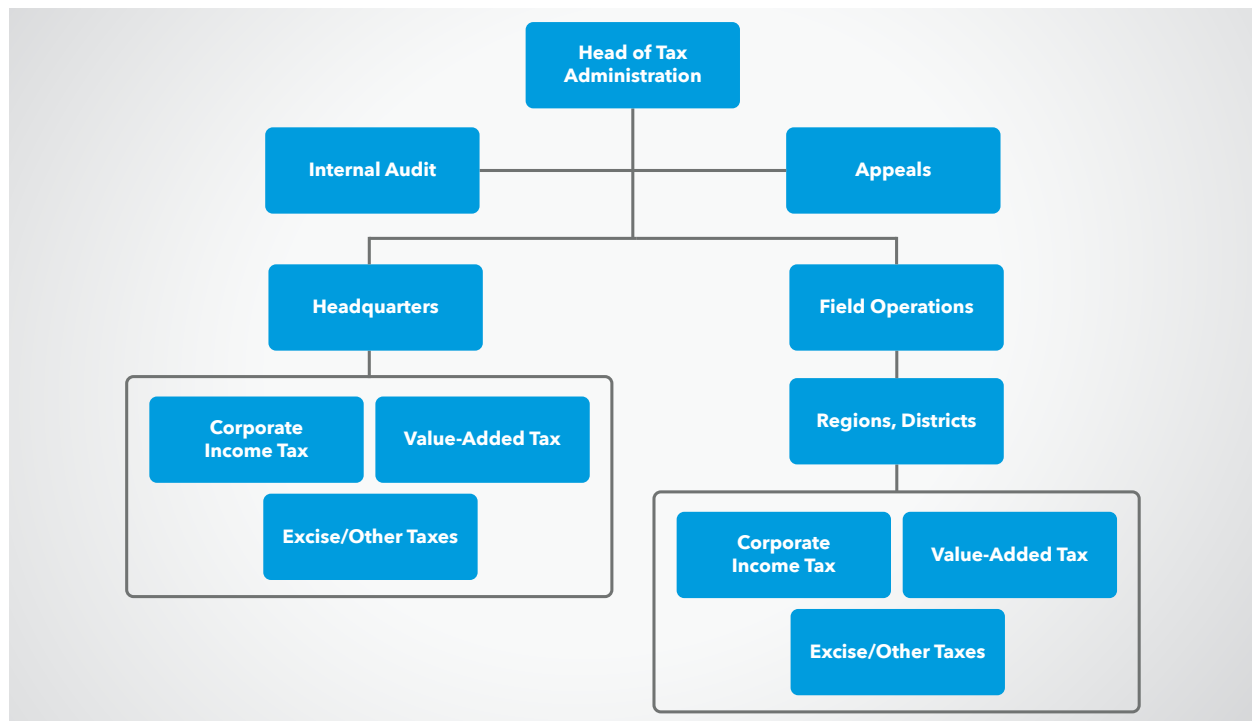 Head of Tax
Administration
Internal Audit
Appeals
Headquarters
Field Operations
Corporate
Income Tax
Value-Added Tax
Excise/Other Taxes
Regions, Districts
Corporate
Income Tax
Value-Added Tax
Excise/Other Taxes